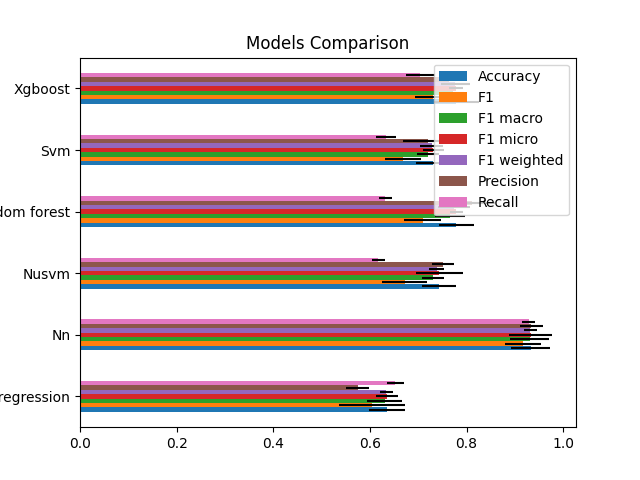 Models Comparison
Xgboost
Svm
dom forest
Nusvm
Nn
regression
0.0
0.2
0.4
0.6
0.8
1.0
Accuracy
F1
F1 macro
F1 micro
F1 weighted
Precision
Recall